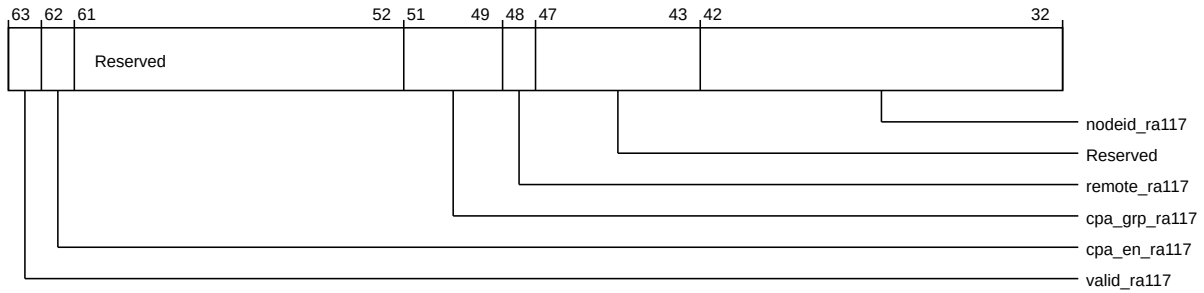 63 62 61 52 51 49 48 47 43 42 32
Reserved
nodeid_ra117
Reserved
remote_ra117
cpa_grp_ra117
cpa_en_ra117
valid_ra117